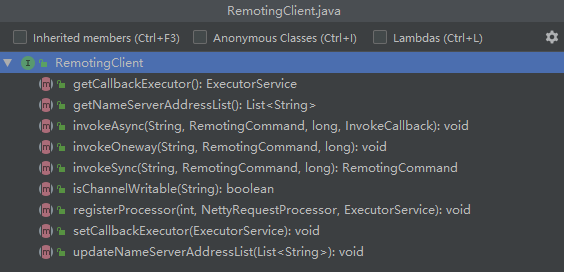 RemotingClient.java
Inherited members (Ctrl+F3) Anonymous Classes (Ctrl+I) Lambdas (Ctrl+L)
I RemotingClient
m getCallbackExecutor(): ExecutorService
m getNameServerAddressList(): List<String>
m invokeAsync(String, RemotingCommand, long, InvokeCallback): void
m invokeOneway(String, RemotingCommand, long): void
m invokeSync(String, RemotingCommand, long): RemotingCommand
m isChannelWritable(String): boolean
m registerProcessor(int, NettyRequestProcessor, ExecutorService): void
m setCallbackExecutor(ExecutorService): void
m updateNameServerAddressList(List<String>): void